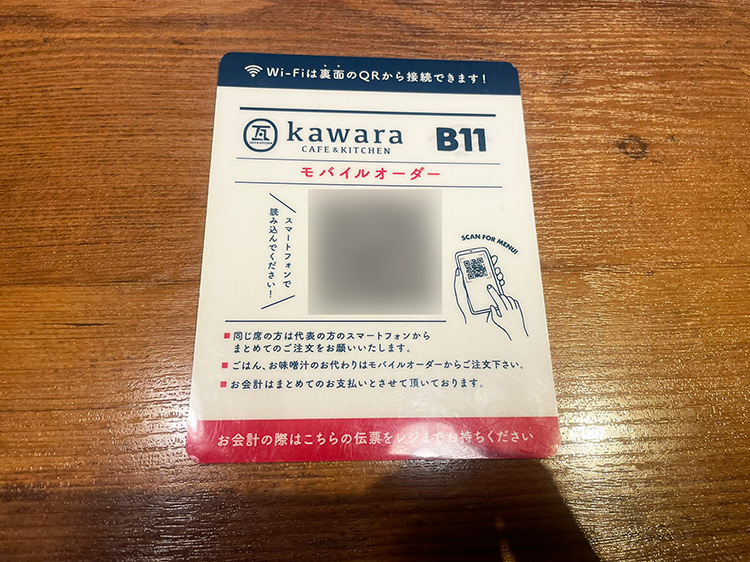 Wi-Fiは裏面のQRから接続できます！
瓦
kawara
CAFE & KITCHEN
B11
モバイルオーダー
スマートフォンで
読み込んでください！
SCAN FOR MENU!
同じ席の方は代表の方のスマートフォンから
まとめてのご注文をお願いいたします。
ごはん、お味噌汁のお代わりはモバイルオーダーからご注文下さい。
お会計はまとめてのお支払いとさせて頂いております。
お会計の際はこちらの伝票をレジまでお持ちください